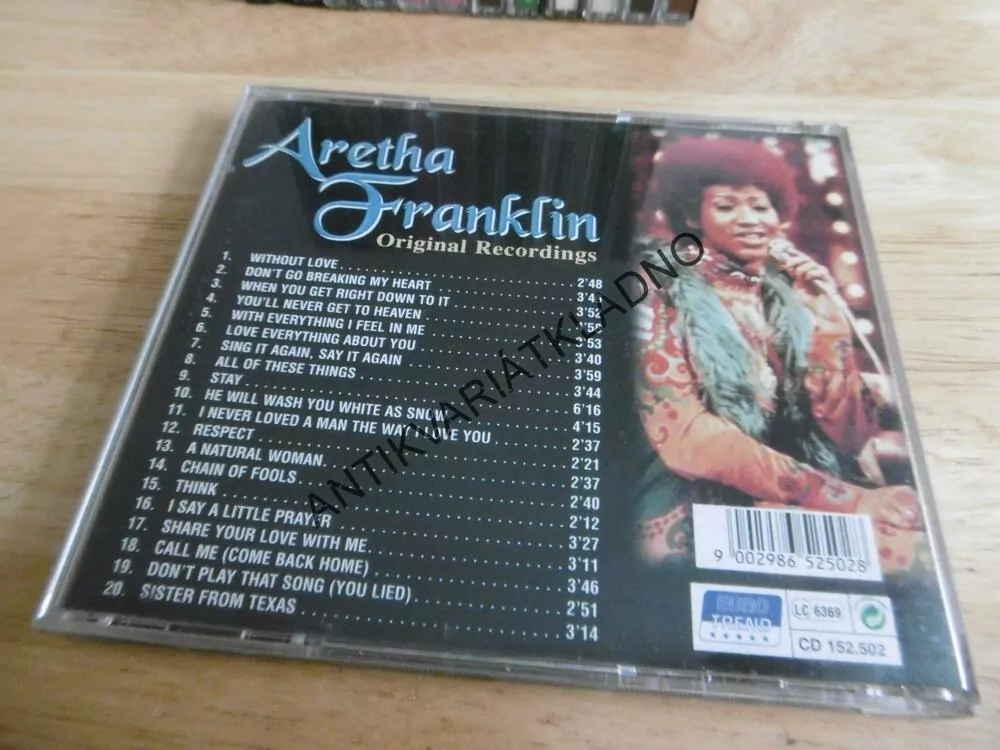 Aretha
Franklin
Original Recordings
1. WITHOUT LOVE 2'48
2. DON'T GO BREAKING MY HEART
3. WHEN YOU GET RIGHT DOWN TO IT 3'52
4. YOU'LL NEVER GET TO HEAVEN
5. WITH EVERYTHING I FEEL IN ME 3'53
6. LOVE EVERYTHING ABOUT YOU 3'40
7. SING IT AGAIN, SAY IT AGAIN 3'59
8. ALL OF THESE THINGS 3'44
9. STAY 6'16
10. HE WILL WASH YOU WHITE AS SNOW 4'15
11. I NEVER LOVED A MAN THE WAY I LOVE YOU 2'37
12. RESPECT 2'21
13. A NATURAL WOMAN 2'37
14. CHAIN OF FOOLS 2'40
15. THINK 2'12
16. I SAY A LITTLE PRAYER 3'27
17. SHARE YOUR LOVE WITH ME 3'11
18. CALL ME (COME BACK HOME) 3'46
19. DON'T PLAY THAT SONG (YOU LIED) 2'51
20. SISTER FROM TEXAS 3'14
ANTIKVARIÁTKLADNO
9 002986 525028
EURO
TREND
LC 6369
CD 152.502